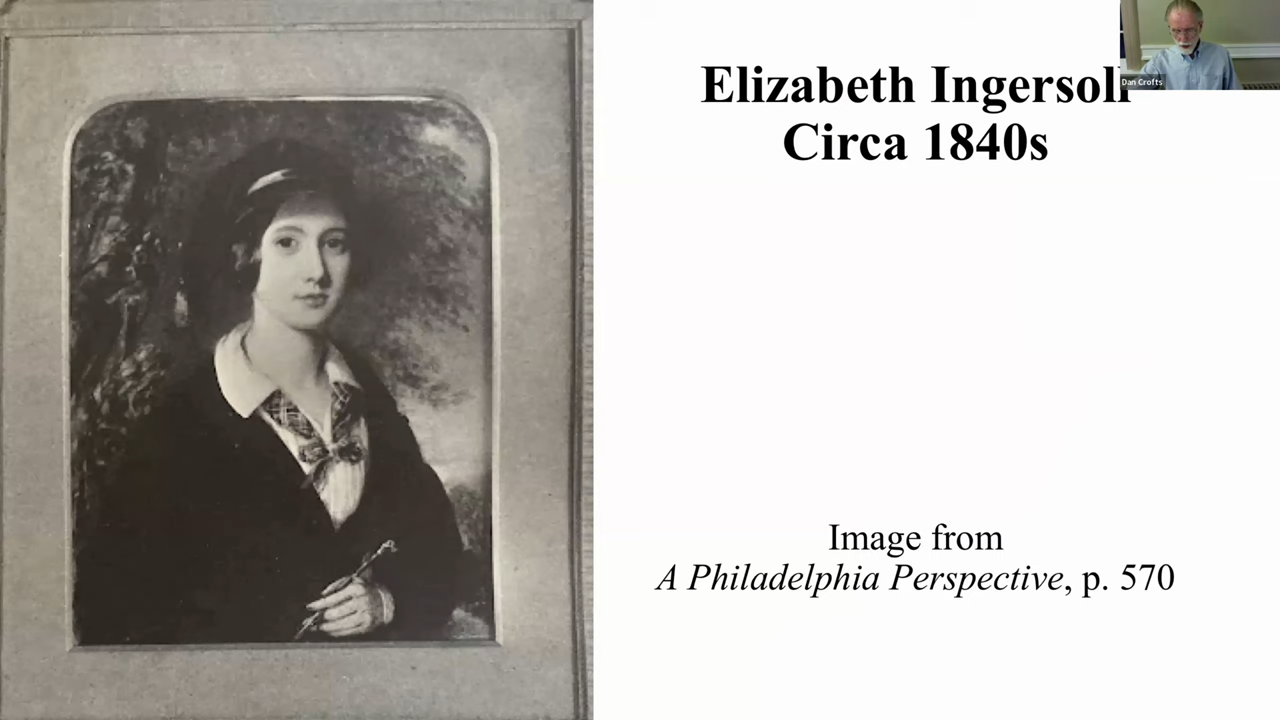 Elizabeth Ingersoll
Circa 1840s
Dan Crofts
Image from
A Philadelphia Perspective, p. 570